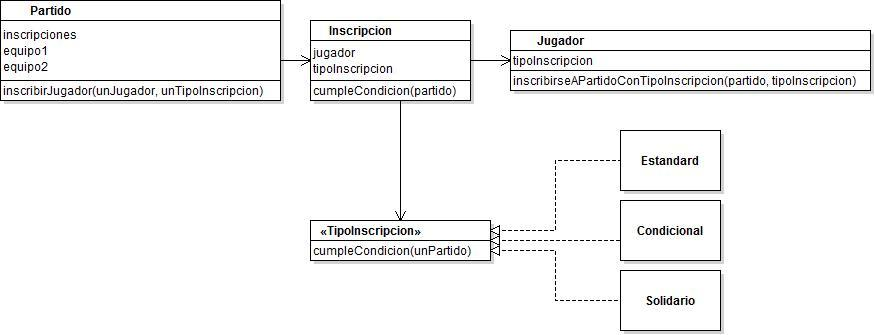 Partido
inscripciones
equipo1
equipo2
inscribirJugador(unJugador, unTipoInscripcion)
Inscripcion
jugador
tipoInscripcion
cumpleCondicion(partido)
Jugador
tipoInscripcion
inscribirseAPartidoConTipoInscripcion(partido, tipoInscripcion)
Estandard
«TipoInscripcion»
cumpleCondicion(unPartido)
Condicional
Solidario